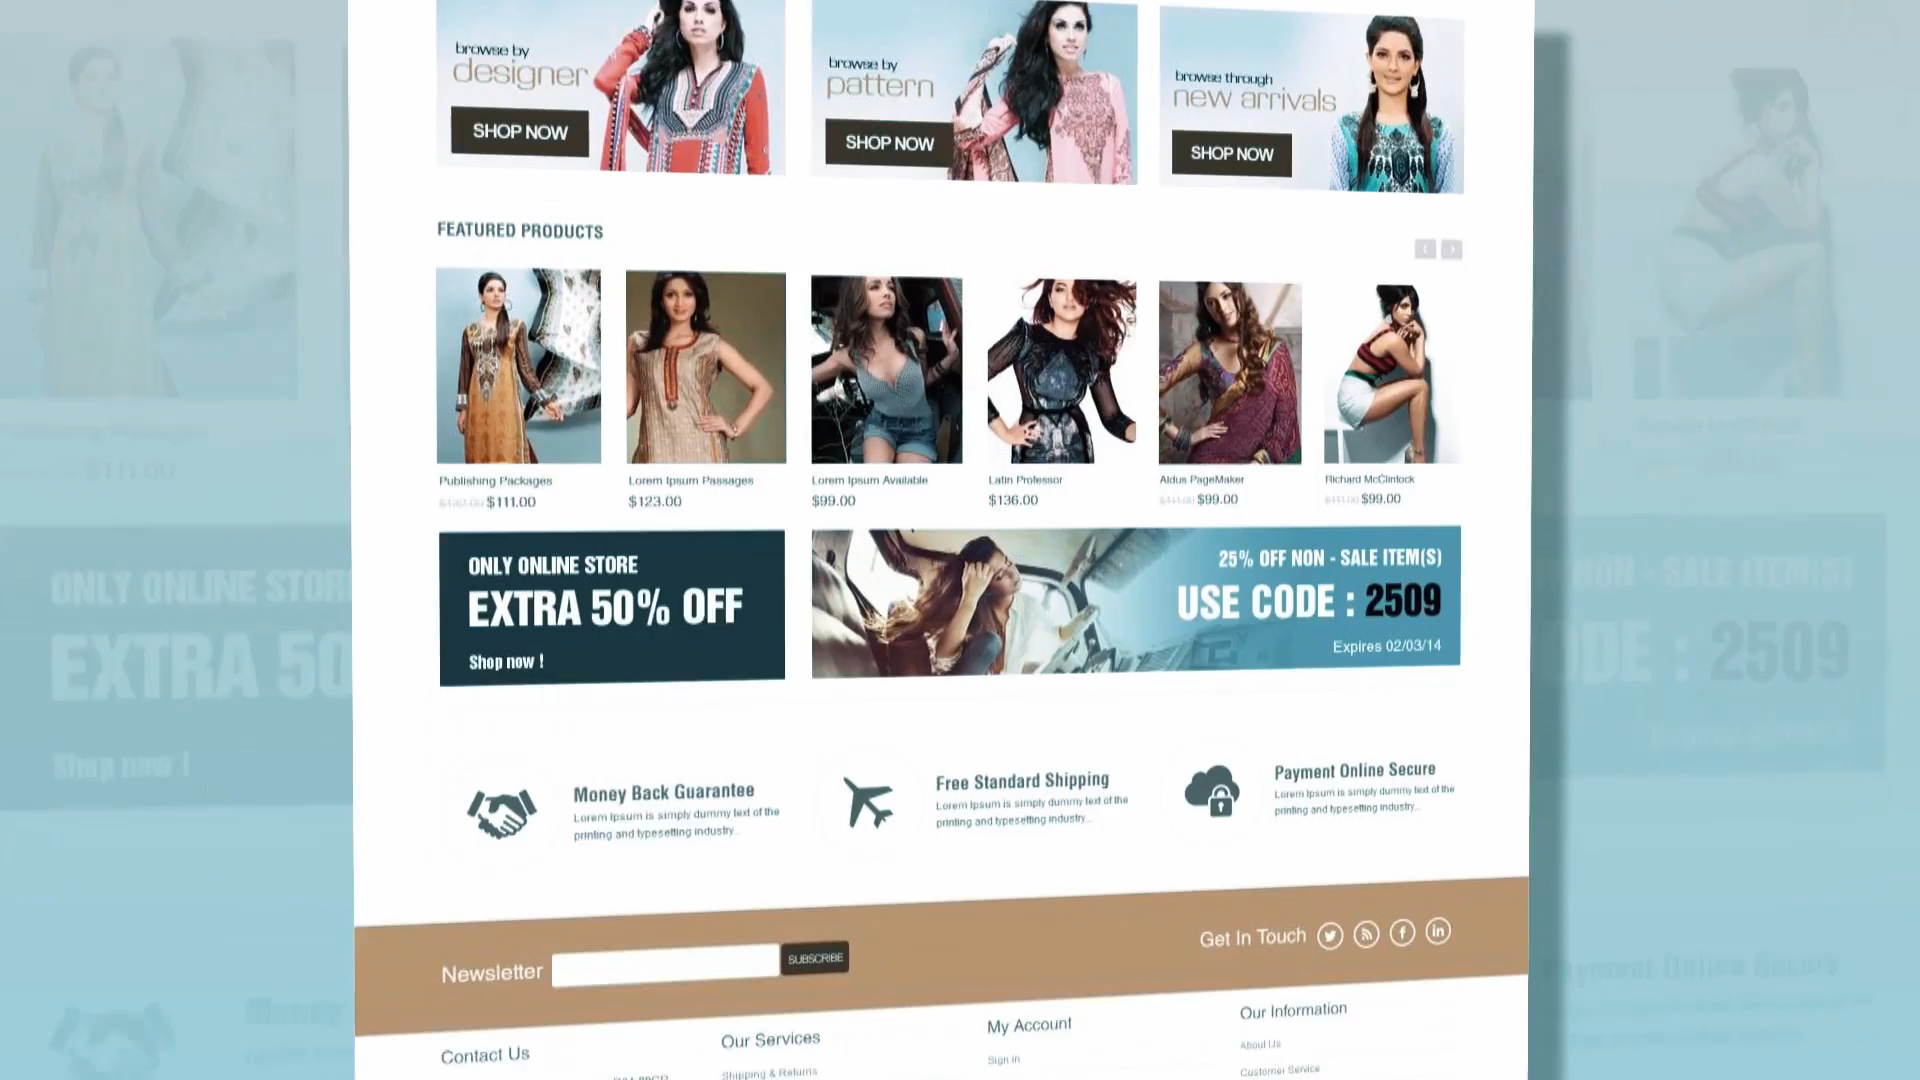 browse by
designer
SHOP NOW
browse by
pattern
SHOP NOW
browse through
new arrivals
SHOP NOW
FEATURED PRODUCTS
Publishing Packages
$111.00
Lorem Ipsum Passages
$123.00
Lorem Ipsum Available
$99.00
Latin Professor
$136.00
Aldus PageMaker
$111.00 $99.00
Richard McClintock
$111.00 $99.00
ONLY ONLINE STORE
EXTRA 50% OFF
Shop now !
25% OFF NON - SALE ITEM(S)
USE CODE : 2509
Expires 02/03/14
Money Back Guarantee
Lorem Ipsum is simply dummy text of the
printing and typesetting industry...
Free Standard Shipping
Lorem Ipsum is simply dummy text of the
printing and typesetting industry...
Payment Online Secure
Lorem Ipsum is simply dummy text of the
printing and typesetting industry...
Newsletter
SUBSCRIBE
Get In Touch
Contact Us
Our Services
Shipping & Returns
My Account
Sign In
Our Information
About Us
Customer Service